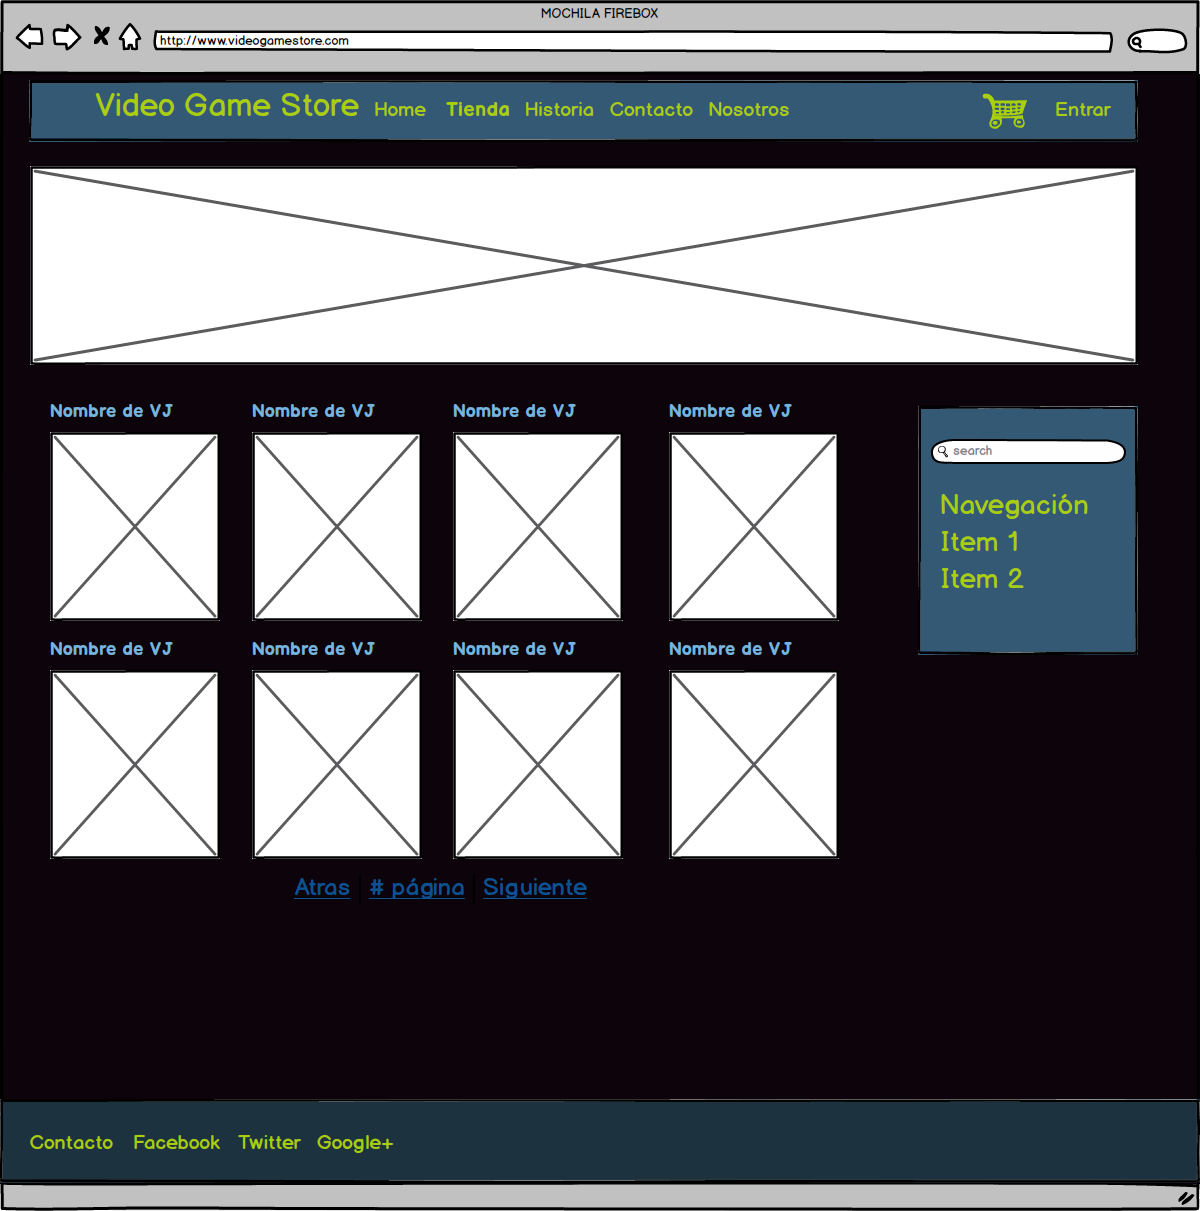 MOCHILA FIREBOX
http://www.videogamestore.com
Video Game Store Home Tienda Historia Contacto Nosotros Entrar
Nombre de VJ Nombre de VJ Nombre de VJ Nombre de VJ
search
Navegación
Item 1
Item 2
Nombre de VJ Nombre de VJ Nombre de VJ Nombre de VJ
Atras | # página | Siguiente
Contacto Facebook Twitter Google+